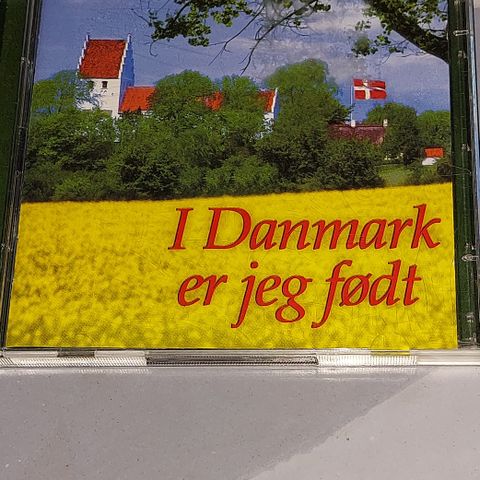 I Danmark
er jeg født